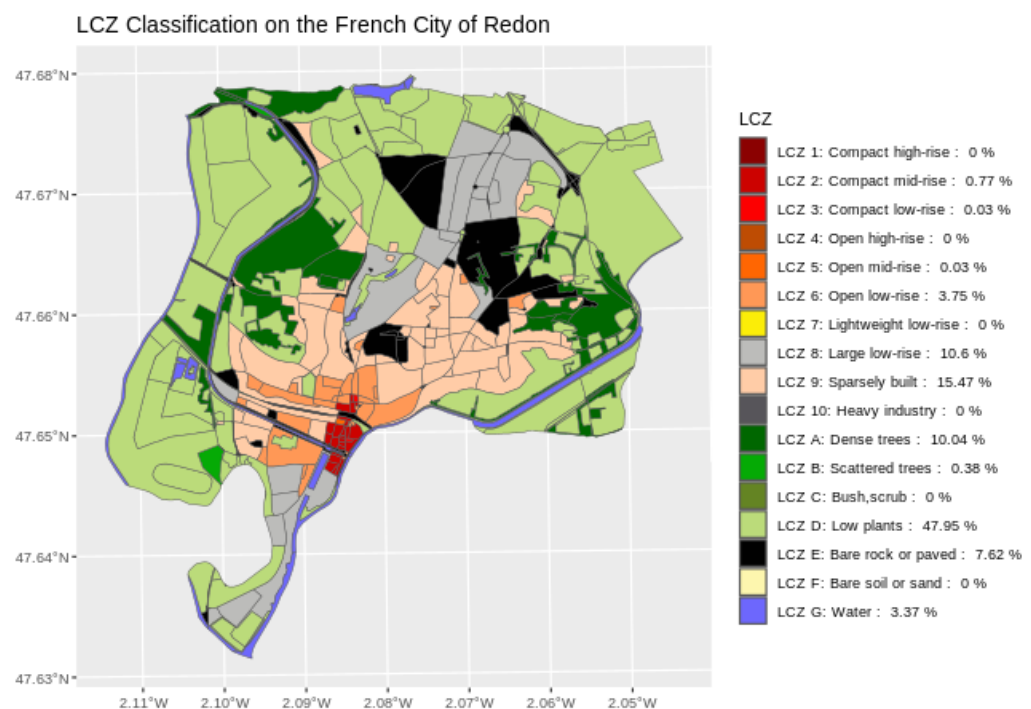 LCZ Classification on the French City of Redon
47.68°N
47.67°N
47.66°N
47.65°N
47.64°N
47.63°N
2.11°W 2.10°W 2.09°W 2.08°W 2.07°W 2.06°W 2.05°W
LCZ
LCZ 1: Compact high-rise : 0 %
LCZ 2: Compact mid-rise : 0.77 %
LCZ 3: Compact low-rise : 0.03 %
LCZ 4: Open high-rise : 0 %
LCZ 5: Open mid-rise : 0.03 %
LCZ 6: Open low-rise : 3.75 %
LCZ 7: Lightweight low-rise : 0 %
LCZ 8: Large low-rise : 10.6 %
LCZ 9: Sparsely built : 15.47 %
LCZ 10: Heavy industry : 0 %
LCZ A: Dense trees : 10.04 %
LCZ B: Scattered trees : 0.38 %
LCZ C: Bush,scrub : 0 %
LCZ D: Low plants : 47.95 %
LCZ E: Bare rock or paved : 7.62 %
LCZ F: Bare soil or sand : 0 %
LCZ G: Water : 3.37 %